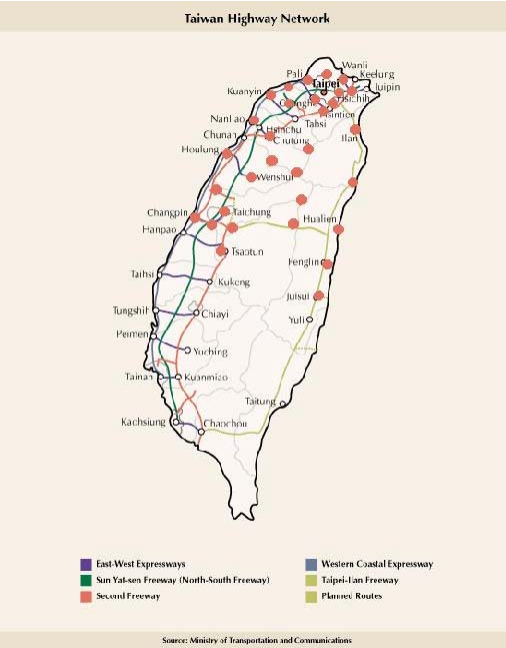 Taiwan Highway Network
Wanli
Pali
Keelung
Taipei
Juipin
Kuanyin
Nanliao
Tahsi
Hsinchu
Chunan
Ilan
Houlung
Wenshui
Changpin
Taichung
Hualien
Hanpao
Tsaotun
Fenglin
Taihsi
Kukeng
Juisui
Tungshih
Chiayi
Yuli
Peimen
Yuching
Tainan
Kuanmiao
Taitung
Kaohsiung
Chaochou
East-West Expressways
Sun Yat-sen Freeway (North-South Freeway)
Second Freeway
Western Coastal Expressway
Taipei-Ilan Freeway
Planned Routes
Source: Ministry of Transportation and Communications